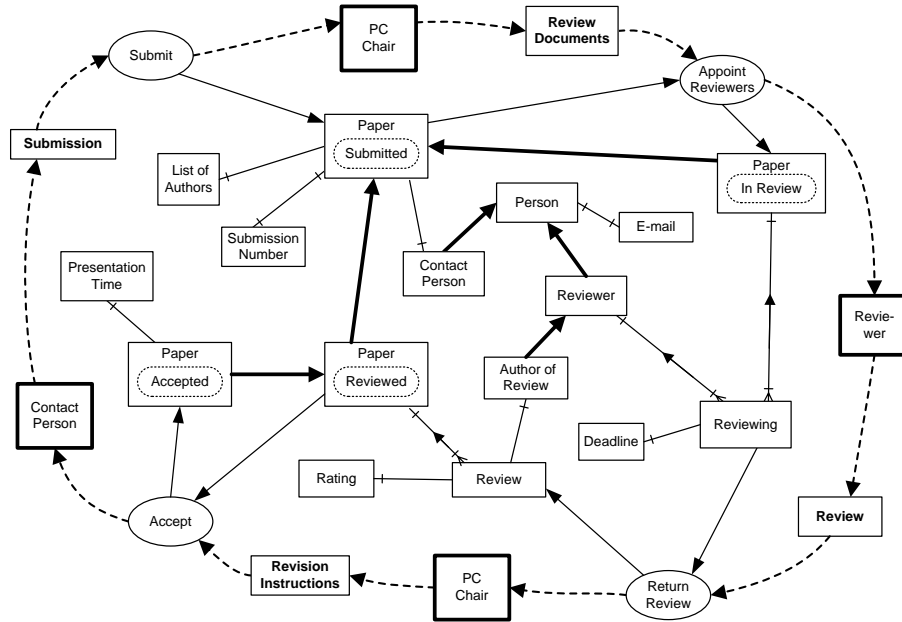 PC
Chair
Review
Documents
Submit
Appoint
Reviewers
Paper
Submitted
Submission
List of
Authors
Paper
In Review
Person
E-mail
Submission
Number
Contact
Person
Presentation
Time
Reviewer
Revie-
wer
Paper
Accepted
Paper
Reviewed
Author of
Review
Contact
Person
Deadline
Reviewing
Rating
Review
Review
Accept
Revision
Instructions
PC
Chair
Return
Review